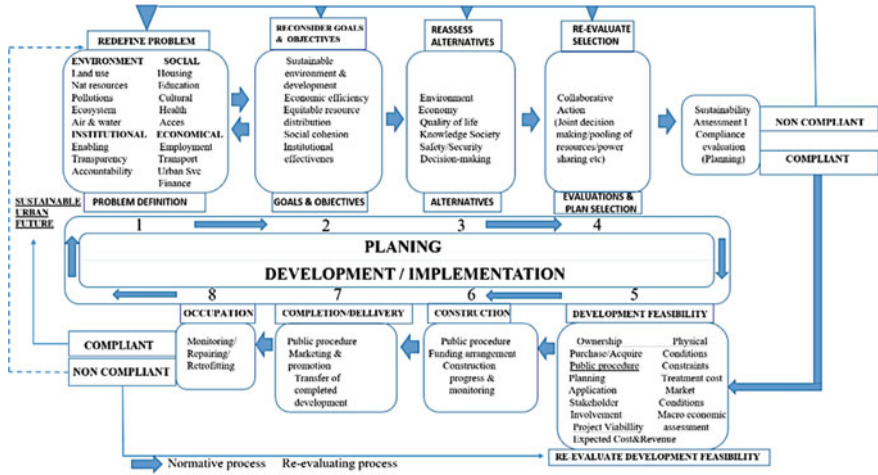 REDEFINE PROBLEM
RECONSIDER GOALS
& OBJECTIVES
REASSESS
ALTERNATIVES
RE-EVALUATE
SELECTION
ENVIRONMENT SOCIAL
Land use Housing
Nat resources Education
Pollutions Cultural
Ecosystem Health
Air & water Acces
INSTITUTIONAL ECONOMICAL
Enabling Employment
Transparency Transport
Accountability Urban Svc
Finance
Sustainable
environment &
development
Economic efficiency
Equitable resource
distribution
Social cohesion
Institutional
effectivenes
Environment
Economy
Quality of life
Knowledge Society
Safety/Security
Decision-making
Collaborative
Action
(Joint decision
making/pooling of
resources/power
sharing etc)
Sustainability
Assessment I
Compliance
evaluation
(Planning)
NON COMPLIANT
COMPLIANT
PROBLEM DEFINITION
GOALS & OBJECTIVES
ALTERNATIVES
EVALUATIONS &
PLAN SELECTION
SUSTAINABLE
URBAN
FUTURE
1 2 3 4
PLANING
DEVELOPMENT / IMPLEMENTATION
8 7 6 5
OCCUPATION
COMPLETION/DELLIVERY
CONSTRUCTION
DEVELOPMENT FEASIBILITY
COMPLIANT
NON COMPLIANT
Monitoring/
Repairing/
Retrofitting
Public procedure
Marketing &
promotion
Transfer of
completed
development
Public procedure
Funding arrangement
Construction
progress &
monitoring
Ownership Physical
Purchase/Acquire Conditions
Public procedure Constraints
Planning Treatment cost
Application Market
Stakeholder Conditions
Involvement Macro economic
Project Viabillity assessment
Expected Cost&Revenue
RE-EVALUATE DEVELOPMENT FEASIBILITY
Normative process Re-evaluating process